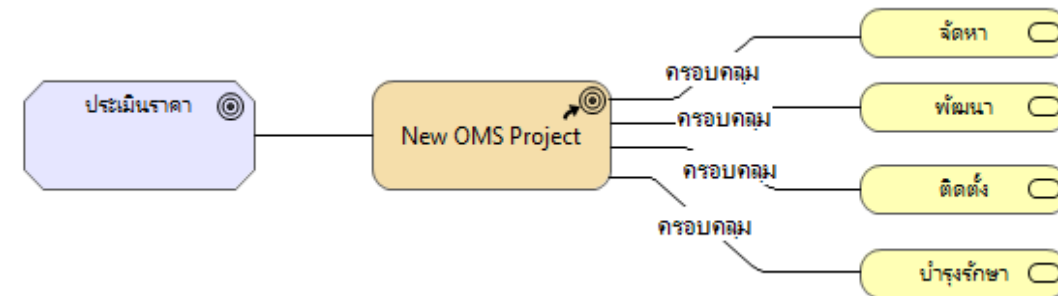 จัดหา
ครอบคลุม
ประเมินราคา
พัฒนา
ครอบคลุม
New OMS Project
ครอบคลุม
ติดตั้ง
ครอบคลุม
บำรุงรักษา